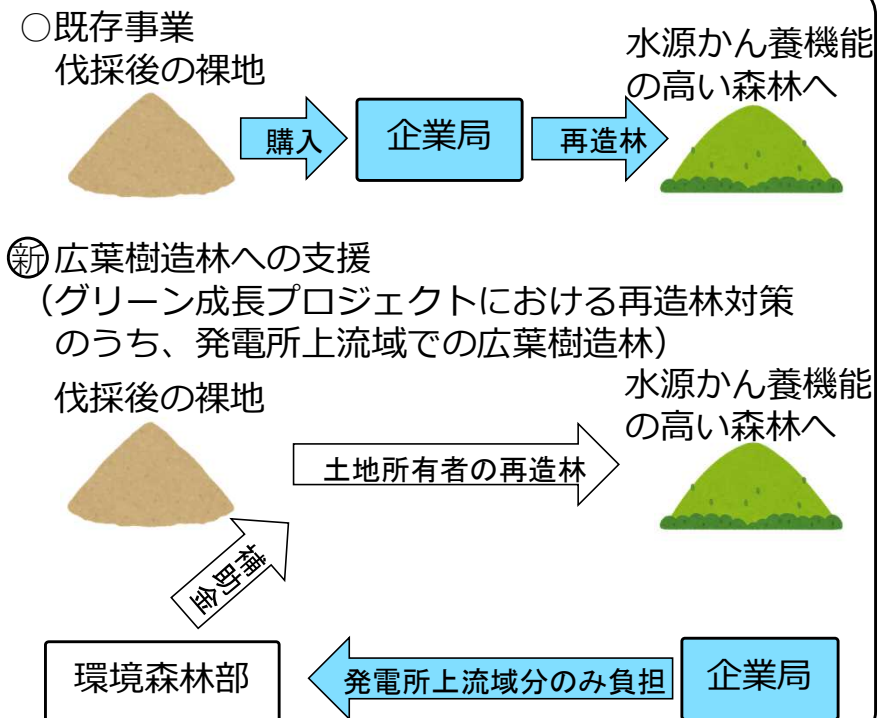 ○既存事業
伐採後の裸地
水源かん養機能
の高い森林へ
購入
企業局
再造林
㊟新広葉樹造林への支援
(グリーン成長プロジェクトにおける再造林対策
のうち、発電所上流域での広葉樹造林)
伐採後の裸地
水源かん養機能
の高い森林へ
土地所有者の再造林
補助金
環境森林部
発電所上流域分のみ負担
企業局